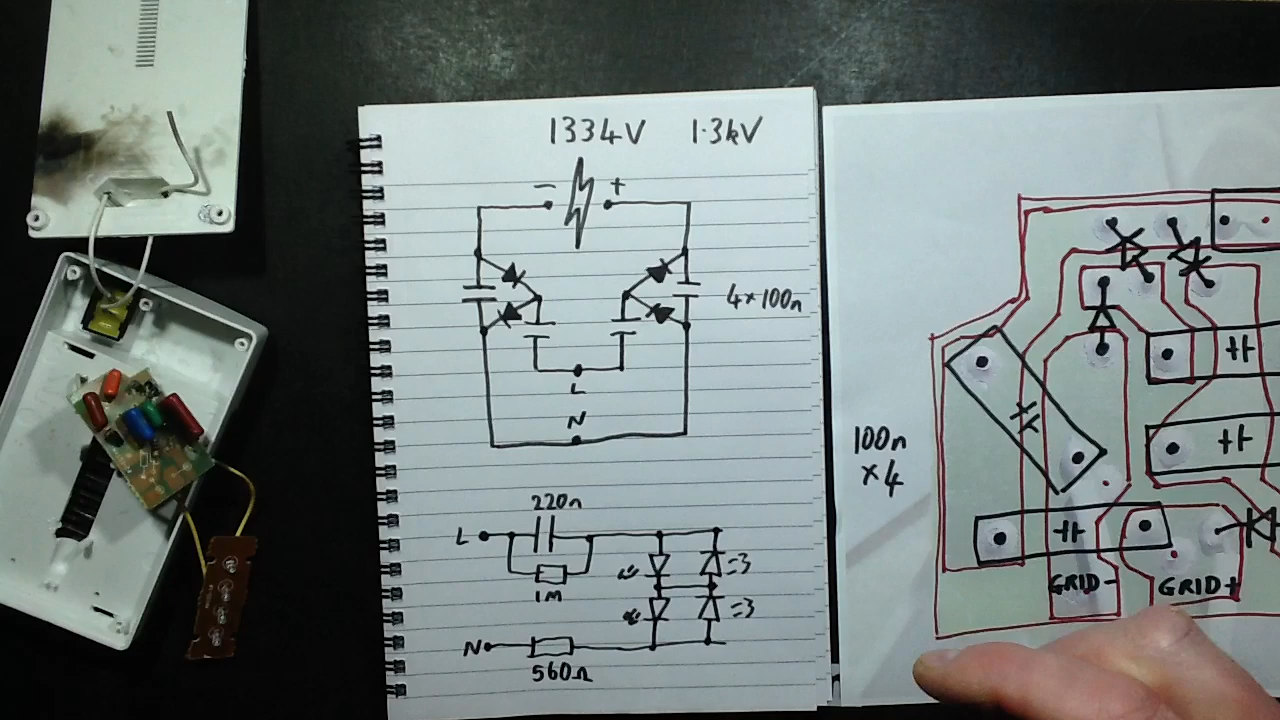 1334V 1.3kV
− +
4×100n
L
N
220n
L
1M
=3
=3
N
560Ω
100n
×4
GRID−
GRID+